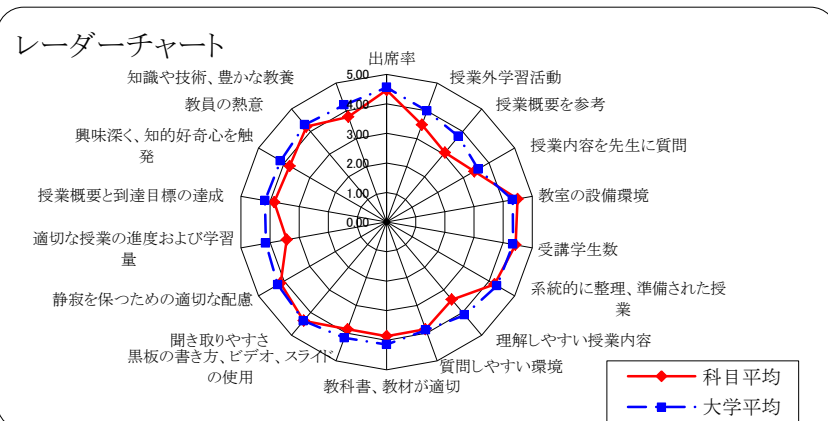 レーダーチャート
出席率
授業外学習活動
授業概要を参考
授業内容を先生に質問
教室の設備環境
受講学生数
系統的に整理、準備された授
業
理解しやすい授業内容
質問しやすい環境
教科書、教材が適切
黒板の書き方、ビデオ、スライド
の使用
聞き取りやすさ
静寂を保つための適切な配慮
適切な授業の進度および学習
量
授業概要と到達目標の達成
興味深く、知的好奇心を触
発
教員の熱意
知識や技術、豊かな教養
5.00
4.00
3.00
2.00
1.00
0.00
科目平均
大学平均